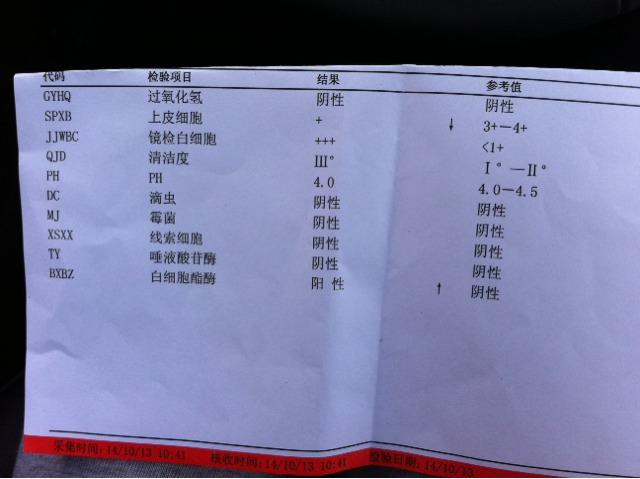 代码 检验项目 结果 参考值
GYHQ 过氧化氢 阴性 阴性
SPXB 上皮细胞 + ↓ 3+—4+
JJWBC 镜检白细胞 +++ <1+
QJD 清洁度 Ⅲ° Ⅰ°—Ⅱ°
PH PH 4.0 4.0—4.5
DC 滴虫 阴性 阴性
MJ 霉菌 阴性 阴性
XSXX 线索细胞 阴性 阴性
TY 唾液酸苷酶 阴性 阴性
BXBZ 白细胞酯酶 阳 性 ↑ 阴性
采集时间:14/10/13 10:41 接收时间:14/10/13 10:41 检验日期:14/10/13